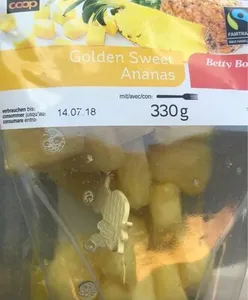 coop
FAIRTRA
Golden Sweet
Ananas
Betty Bo
verbrauchen bis:
consommer jusqu'au:
consumare entro:
14.07.18
mit/avec/con:
330g